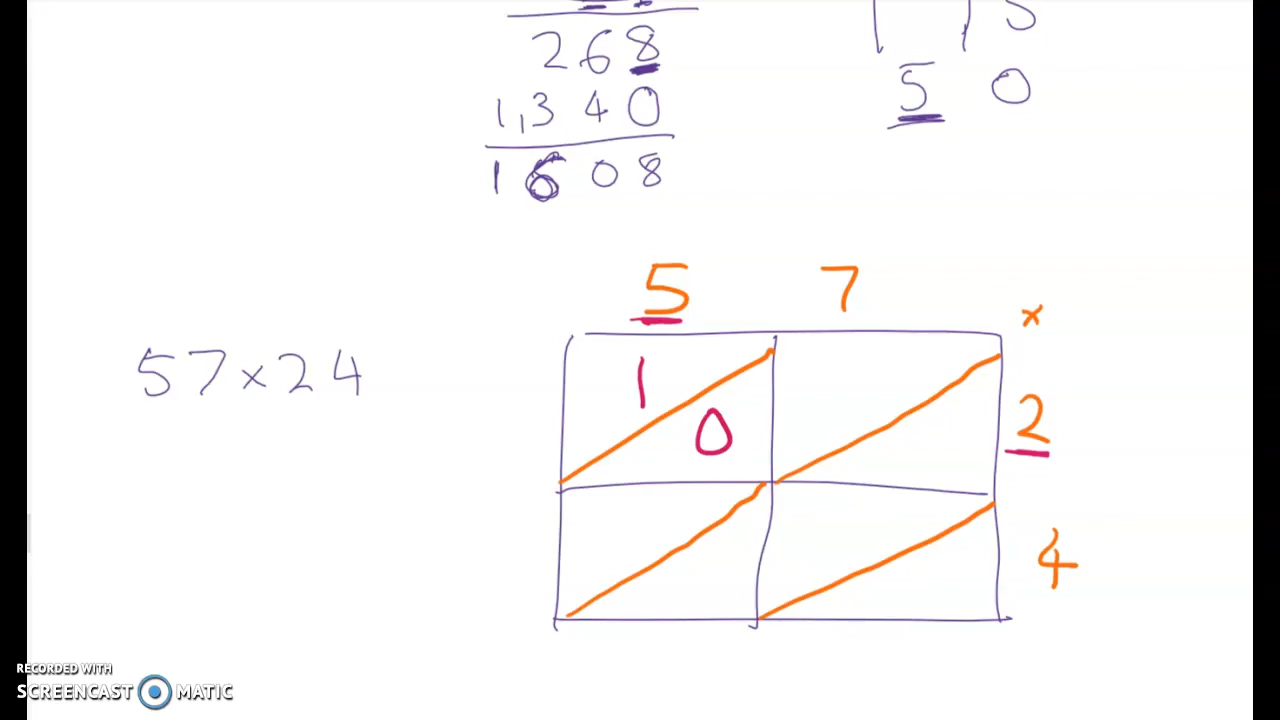 268
1,340
1608
5 0
57×24
5 7 ×
1 0 2
4
RECORDED WITH
SCREENCAST MATIC